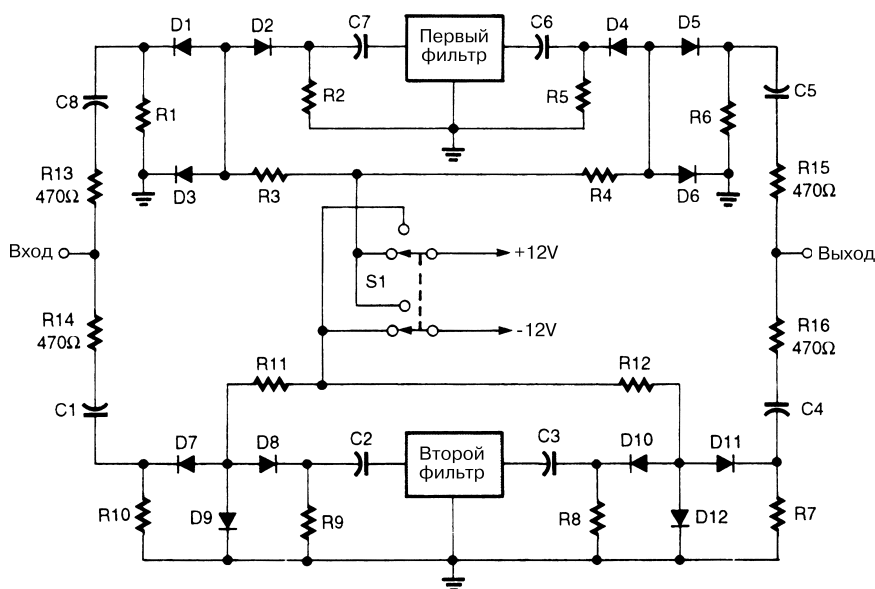 D1
D2
C7
Первый
фильтр
C6
D4
D5
C8
R1
R2
R5
R6
C5
R13
470Ω
D3
R3
R4
D6
R15
470Ω
Вход
S1
+12V
-12V
Выход
R14
470Ω
R16
470Ω
R11
R12
C1
C4
D7
D8
C2
Второй
фильтр
C3
D10
D11
R10
D9
R9
R8
D12
R7